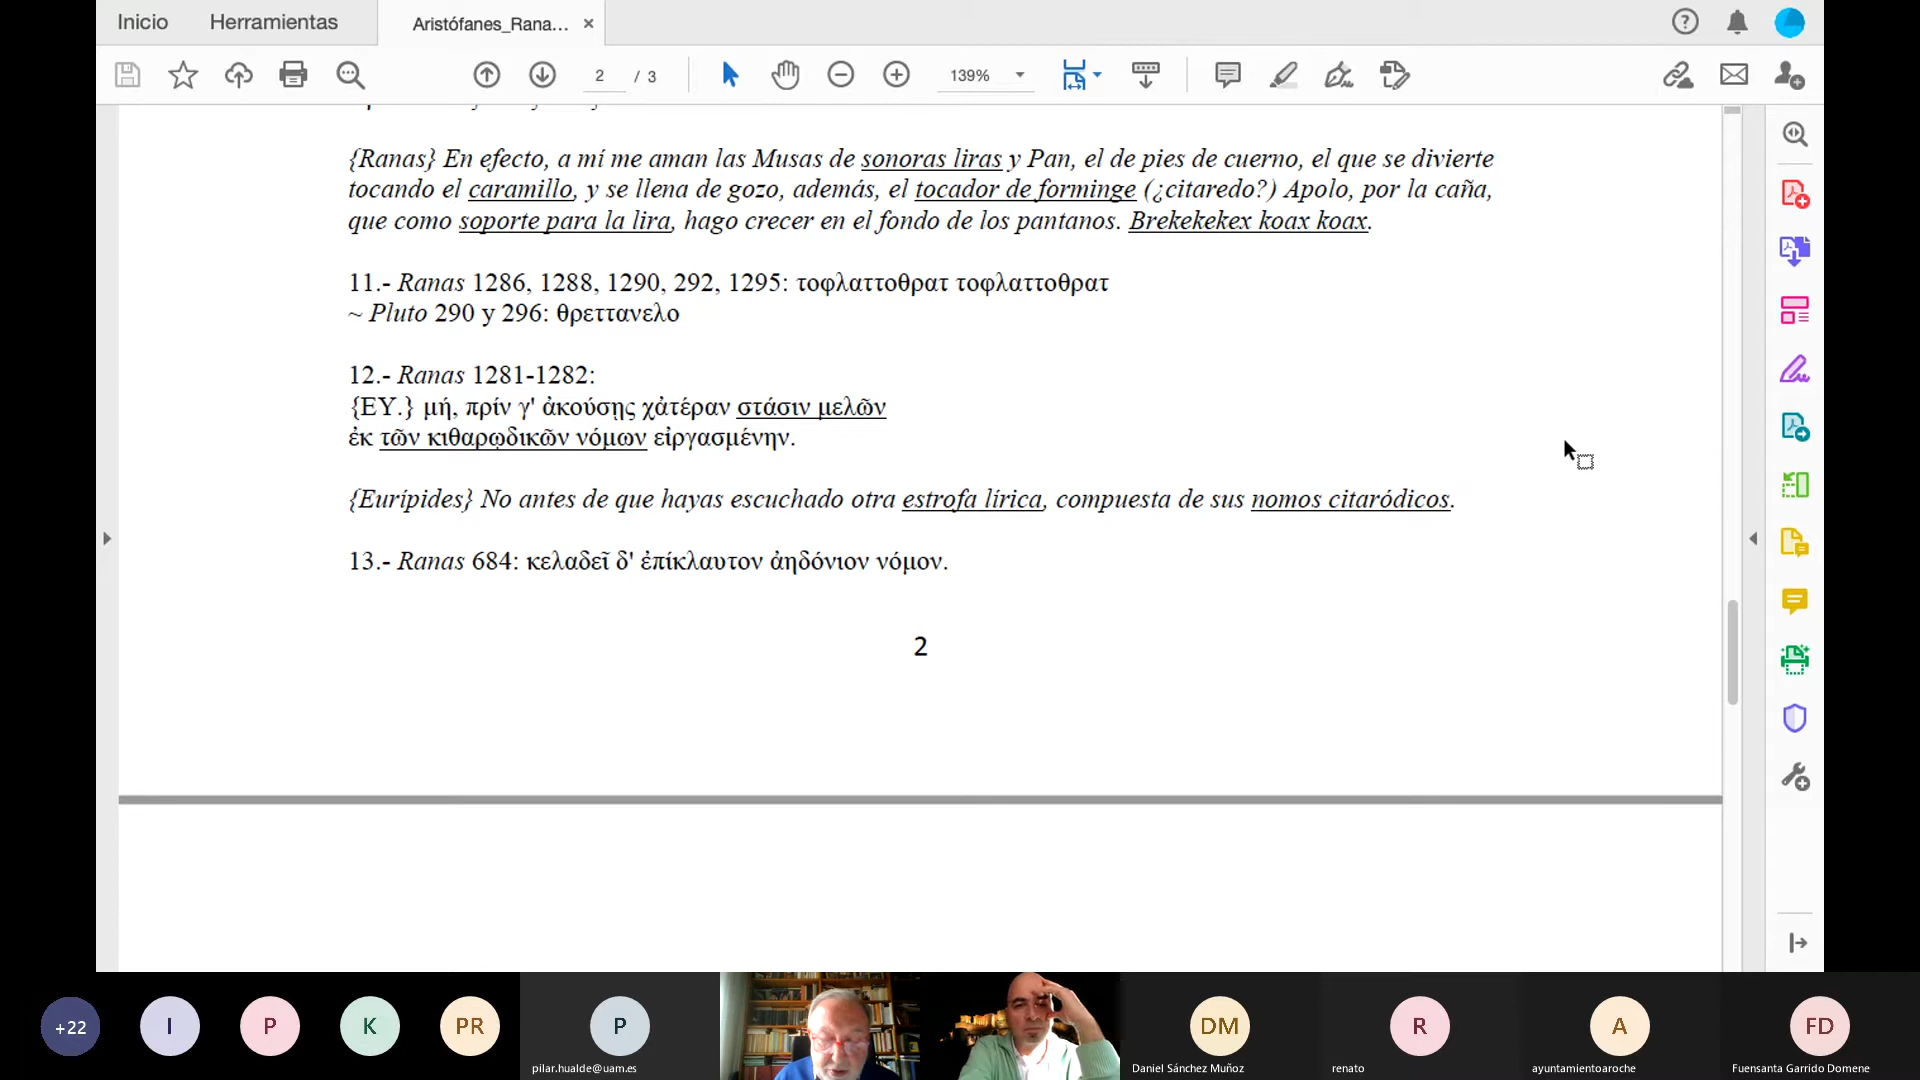 Inicio
Herramientas
Aristófanes_Rana...
2 / 3
139%
{Ranas} En efecto, a mí me aman las Musas de sonoras liras y Pan, el de pies de cuerno, el que se divierte
tocando el caramillo, y se llena de gozo, además, el tocador de forminge (¿citaredo?) Apolo, por la caña,
que como soporte para la lira, hago crecer en el fondo de los pantanos. Brekekekex koax koax.
11.- Ranas 1286, 1288, 1290, 292, 1295: τοφλαττοθρατ τοφλαττοθρατ
~ Pluto 290 y 296: θρεττανελο
12.- Ranas 1281-1282:
{ΕΥ.} μή, πρίν γ' ἀκούσῃς χἀτέραν στάσιν μελῶν
ἐκ τῶν κιθαρῳδικῶν νόμων εἰργασμένην.
{Eurípides} No antes de que hayas escuchado otra estrofa lírica, compuesta de sus nomos citaródicos.
13.- Ranas 684: κελαδεῖ δ' ἐπίκλαυτον ἀηδόνιον νόμον.
2
+22
I
P
K
PR
P
pilar.hualde@uam.es
DM
Daniel Sánchez Muñoz
R
renato
A
ayuntamientoaroche
FD
Fuensanta Garrido Domene